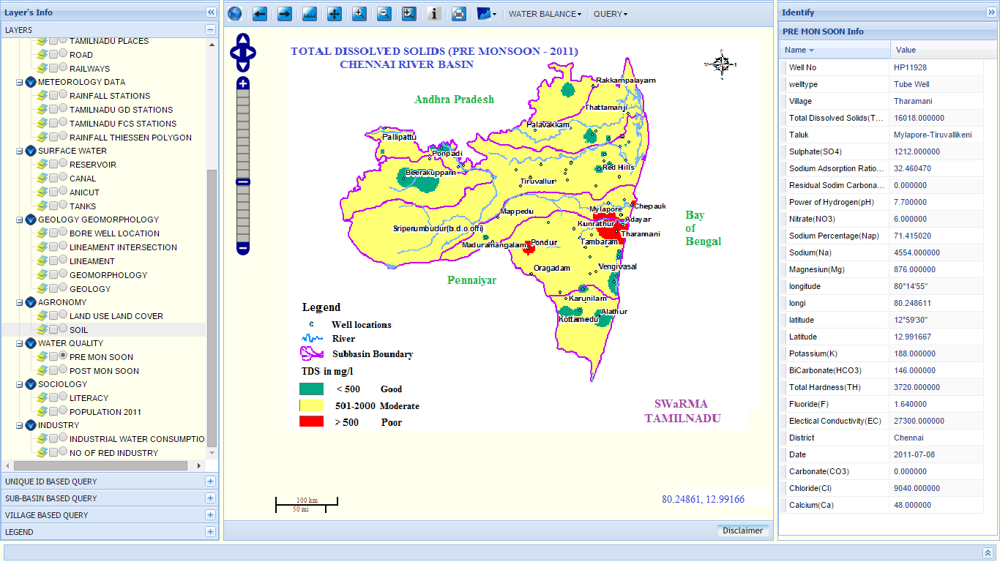 Layer's Info
LAYERS
TAMILNADU PLACES
ROAD
RAILWAYS
METEOROLOGY DATA
RAINFALL STATIONS
TAMILNADU GD STATIONS
TAMILNADU FCS STATIONS
RAINFALL THIESSEN POLYGON
SURFACE WATER
RESERVOIR
CANAL
ANICUT
TANKS
GEOLOGY GEOMORPHOLOGY
BORE WELL LOCATION
LINEAMENT INTERSECTION
LINEAMENT
GEOMORPHOLOGY
GEOLOGY
AGRONOMY
LAND USE LAND COVER
SOIL
WATER QUALITY
PRE MON SOON
POST MON SOON
SOCIOLOGY
LITERACY
POPULATION 2011
INDUSTRY
INDUSTRIAL WATER CONSUMPTIO
NO OF RED INDUSTRY
UNIQUE ID BASED QUERY
SUB-BASIN BASED QUERY
VILLAGE BASED QUERY
LEGEND
WATER BALANCE QUERY
TOTAL DISSOLVED SOLIDS (PRE MONSOON - 2011)
CHENNAI RIVER BASIN
Andhra Pradesh
Rakkampalayam
Thattamanji
Palavakkam
Pallipattu
Ponpadi
Beerakuppam
Red Hills
Tiruvallur
Chepauk
Mylapore
Mappedu
Adayar
Kunrathur
Sripenumbudur(b.d.o.offi)
Tharamani
Tambaram
Pondur
Maduramangalam
Oragadam
Vengivasal
Karunilam
Alathur
Kottamedu
Bay
of
Bengal
Pennaiyar
Legend
Well locations
River
Subbasin Boundary
TDS in mg/l
< 500 Good
501-2000 Moderate
> 500 Poor
SWaRMA
TAMILNADU
100 km
50 mi
80.24861, 12.99166
Disclaimer
Identify
PRE MON SOON Info
Name Value
Well No HP11928
welltype Tube Well
Village Tharamani
Total Dissolved Solids(T... 16018.000000
Taluk Mylapore-Tiruvallikeni
Sulphate(SO4) 1212.000000
Sodium Adsorption Ratio... 32.460470
Residual Sodim Carbona... 0.000000
Power of Hydrogen(pH) 7.700000
Nitrate(NO3) 6.000000
Sodium Percentage(Nap) 71.415020
Sodium(Na) 4554.000000
Magnesiun(Mg) 876.000000
longitude 80°14'55"
longi 80.248611
latitude 12°59'30"
Latitude 12.991667
Potassium(K) 188.000000
BiCarbonate(HCO3) 146.000000
Total Hardness(TH) 3720.000000
Fluoride(F) 1.640000
Electical Conductivity(EC) 27300.000000
District Chennai
Date 2011-07-08
Carbonate(CO3) 0.000000
Chloride(Cl) 9040.000000
Calcium(Ca) 48.000000